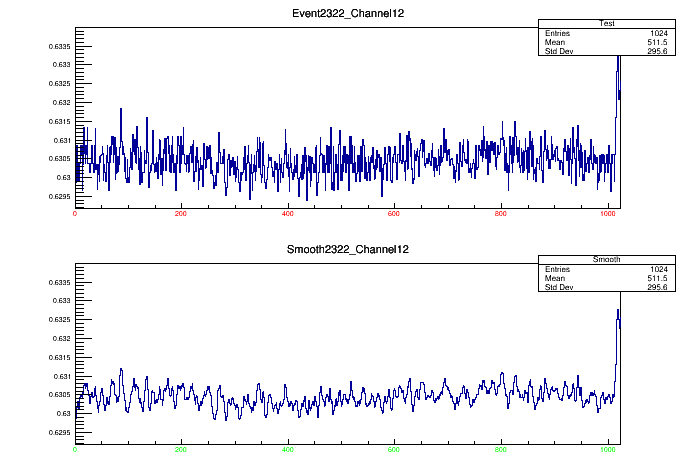 Event2322_Channel12
Test
Entries 1024
Mean 511.5
Std Dev 295.6
0.6335
0.633
0.6325
0.632
0.6315
0.631
0.6305
0.63
0.6295
0 200 400 600 800 1000
Smooth2322_Channel12
Smooth
Entries 1024
Mean 511.5
Std Dev 295.6
0.6335
0.633
0.6325
0.632
0.6315
0.631
0.6305
0.63
0.6295
0 200 400 600 800 1000